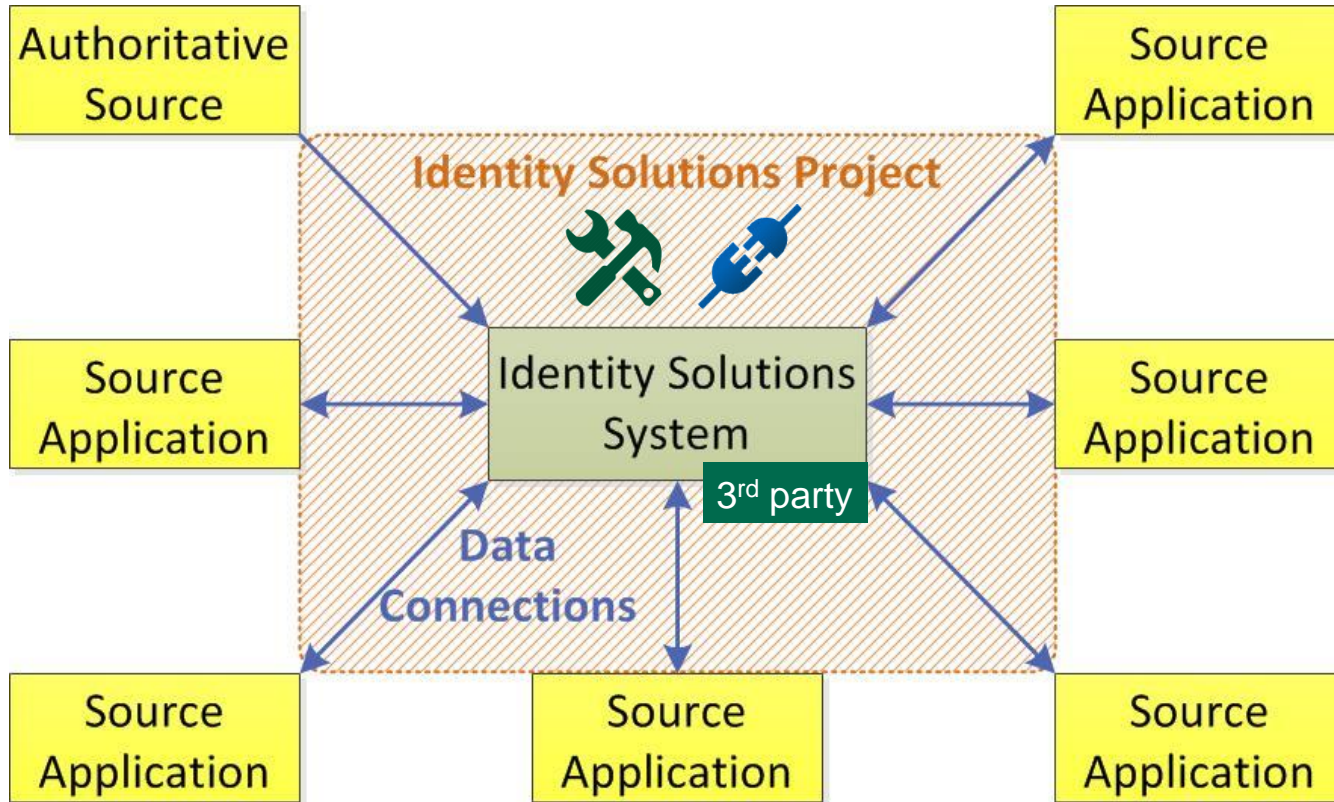 Authoritative
Source
Source
Application
Identity Solutions Project
Source
Application
Identity Solutions
System
3rd party
Source
Application
Data
Connections
Source
Application
Source
Application
Source
Application